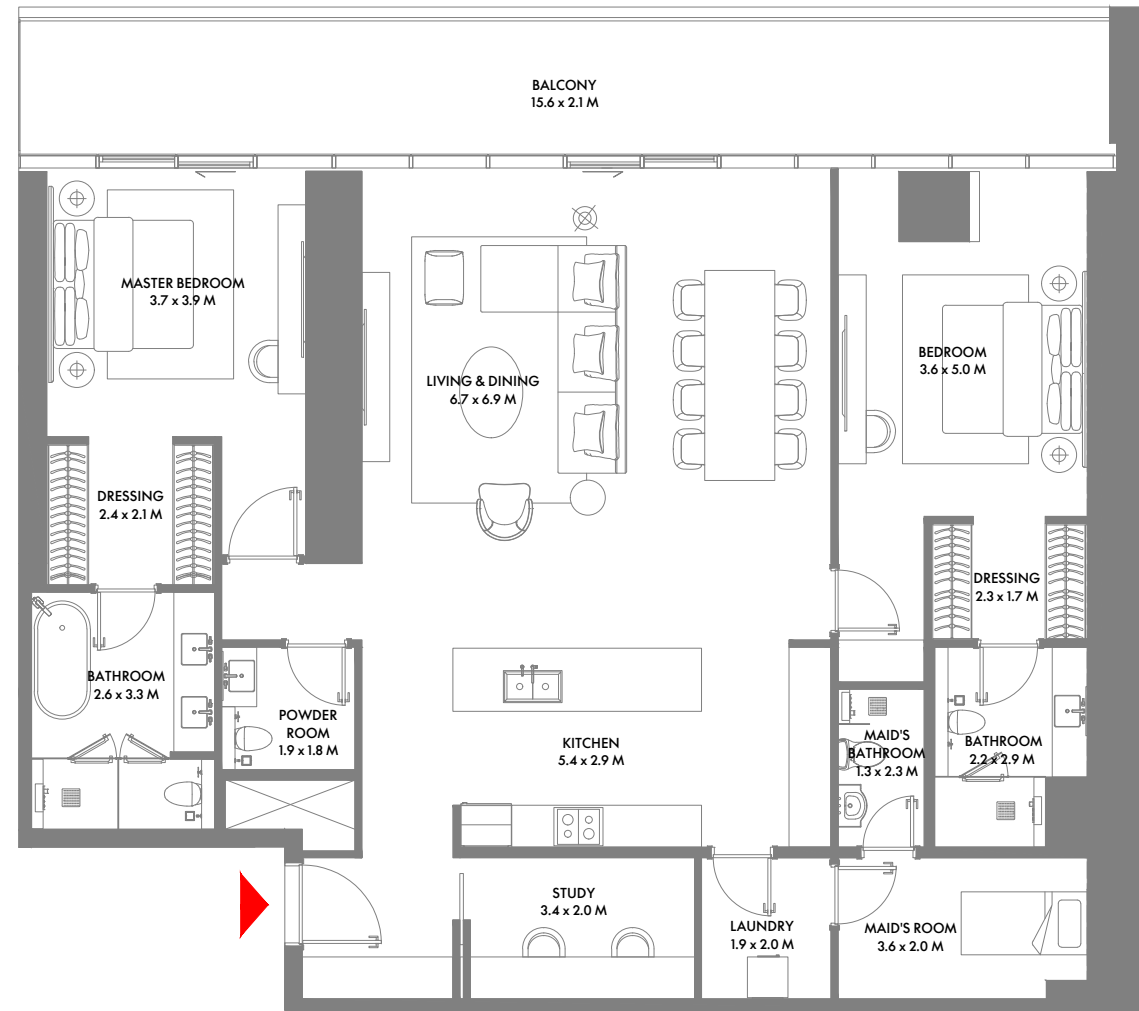 BALCONY
15.6 x 2.1 M
MASTER BEDROOM
3.7 x 3.9 M
LIVING & DINING
6.7 x 6.9 M
BEDROOM
3.6 x 5.0 M
DRESSING
2.4 x 2.1 M
DRESSING
2.3 x 1.7 M
BATHROOM
2.6 x 3.3 M
POWDER
ROOM
1.9 x 1.8 M
KITCHEN
5.4 x 2.9 M
MAID'S
BATHROOM
1.3 x 2.3 M
BATHROOM
2.2 x 2.9 M
STUDY
3.4 x 2.0 M
LAUNDRY
1.9 x 2.0 M
MAID'S ROOM
3.6 x 2.0 M